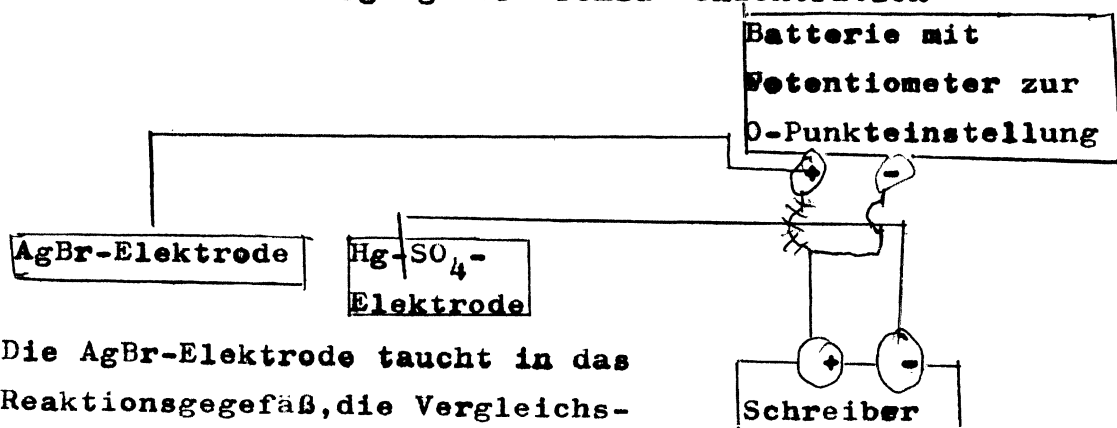 Batterie mit
Potentiometer zur
O-Punkteinstellung
+ -
AgBr-Elektrode
Hg-SO4-
Elektrode
Die AgBr-Elektrode taucht in das
Reaktionsgegefäß,die Vergleichs-
+ -
Schreiber